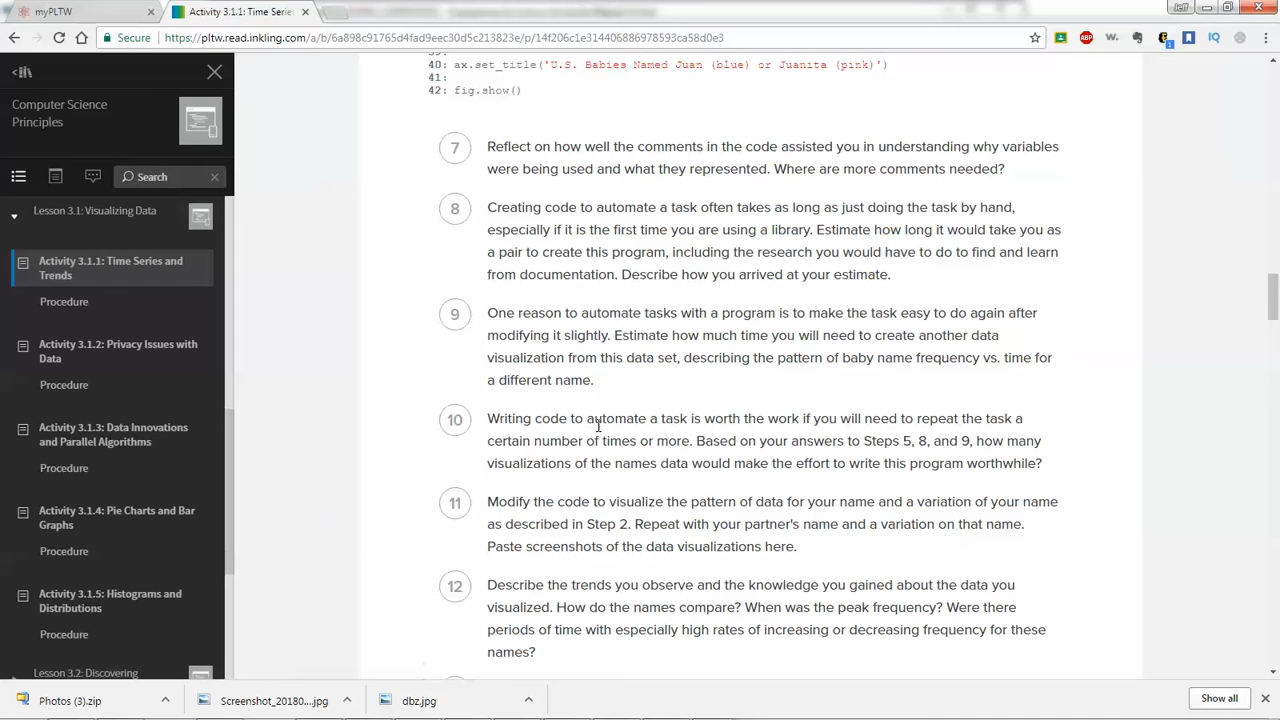 myPLTW
Activity 3.1.1: Time Serie
Secure
https://pltw.read.inkling.com/a/b/6a898c91765d4fad9eec30d5c213823e/p/14f206c1e314406886978593ca58d0e3
Computer Science
Principles
Search
Lesson 3.1: Visualizing Data
Activity 3.1.1: Time Series and
Trends
Procedure
Activity 3.1.2: Privacy Issues with
Data
Procedure
Activity 3.1.3: Data Innovations
and Parallel Algorithms
Procedure
Activity 3.1.4: Pie Charts and Bar
Graphs
Procedure
Activity 3.1.5: Histograms and
Distributions
Procedure
Lesson 3.2: Discovering
40: ax.set_title('U.S. Babies Named Juan (blue) or Juanita (pink)')
41:
42: fig.show()
7 Reflect on how well the comments in the code assisted you in understanding why variables
were being used and what they represented. Where are more comments needed?
8 Creating code to automate a task often takes as long as just doing the task by hand,
especially if it is the first time you are using a library. Estimate how long it would take you as
a pair to create this program, including the research you would have to do to find and learn
from documentation. Describe how you arrived at your estimate.
9 One reason to automate tasks with a program is to make the task easy to do again after
modifying it slightly. Estimate how much time you will need to create another data
visualization from this data set, describing the pattern of baby name frequency vs. time for
a different name.
10 Writing code to automate a task is worth the work if you will need to repeat the task a
certain number of times or more. Based on your answers to Steps 5, 8, and 9, how many
visualizations of the names data would make the effort to write this program worthwhile?
11 Modify the code to visualize the pattern of data for your name and a variation of your name
as described in Step 2. Repeat with your partner's name and a variation on that name.
Paste screenshots of the data visualizations here.
12 Describe the trends you observe and the knowledge you gained about the data you
visualized. How do the names compare? When was the peak frequency? Were there
periods of time with especially high rates of increasing or decreasing frequency for these
names?
Photos (2).zip
Screenshot_20180....jpg
dbz.jpg
Show all